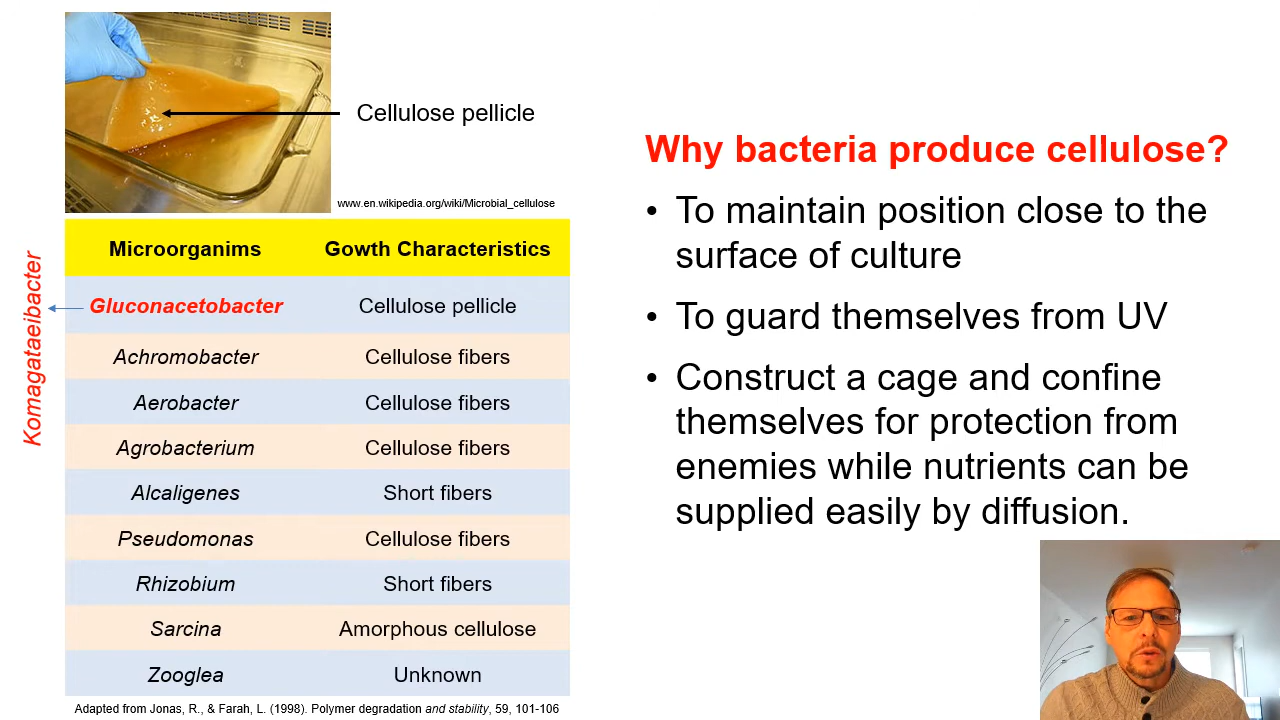 Cellulose pellicle
www.en.wikipedia.org/wiki/Microbial_cellulose
Komagataeibacter
Microorganims Gowth Characteristics
Gluconacetobacter Cellulose pellicle
Achromobacter Cellulose fibers
Aerobacter Cellulose fibers
Agrobacterium Cellulose fibers
Alcaligenes Short fibers
Pseudomonas Cellulose fibers
Rhizobium Short fibers
Sarcina Amorphous cellulose
Zooglea Unknown
Adapted from Jonas, R., & Farah, L. (1998). Polymer degradation and stability, 59, 101-106
Why bacteria produce cellulose?
• To maintain position close to the
surface of culture
• To guard themselves from UV
• Construct a cage and confine
themselves for protection from
enemies while nutrients can be
supplied easily by diffusion.